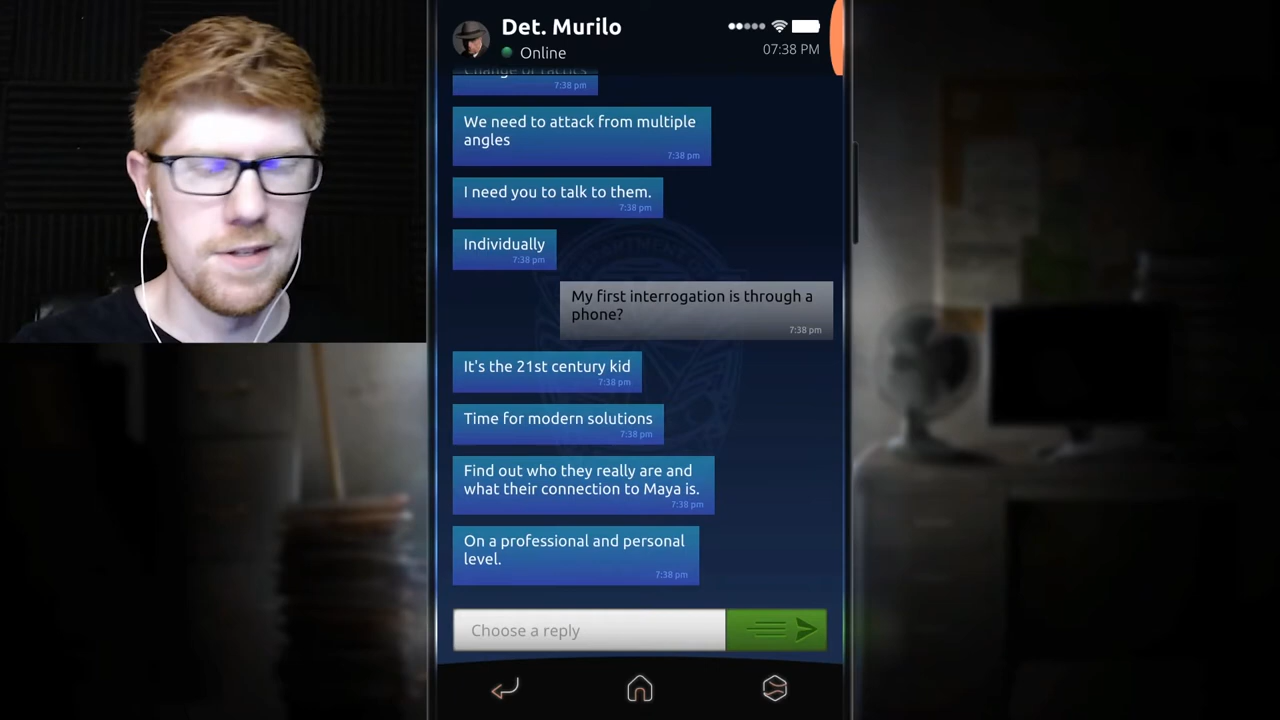 Det. Murilo
Online
07:38 PM
Change of Tactics
7:38 pm
We need to attack from multiple
angles
7:38 pm
I need you to talk to them.
7:38 pm
Individually
7:38 pm
My first interrogation is through a
phone?
7:38 pm
It's the 21st century kid
7:38 pm
Time for modern solutions
7:38 pm
Find out who they really are and
what their connection to Maya is.
7:38 pm
On a professional and personal
level.
7:38 pm
Choose a reply